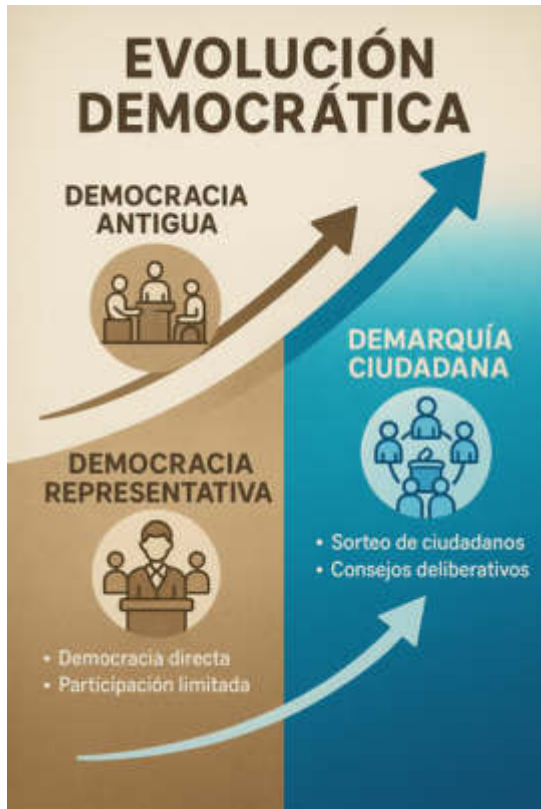 EVOLUCIÓN
DEMOCRÁTICA
DEMOCRACIA
ANTIGUA
DEMARQUÍA
CIUDADANA
• Sorteo de ciudadanos
• Consejos deliberativos
DEMOCRACIA
REPRESENTATIVA
• Democracia directa
• Participación limitada